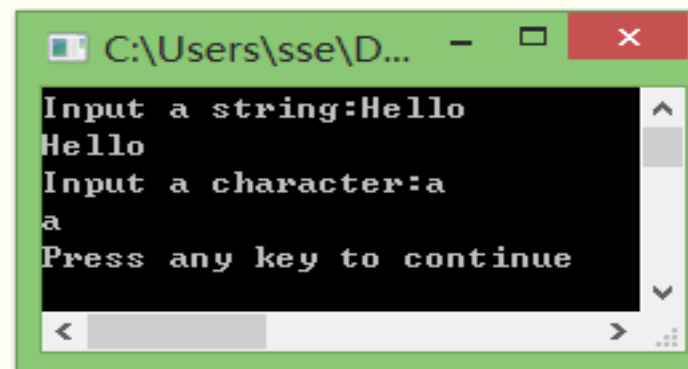 C:\Users\sse\D...
Input a string:Hello
Hello
Input a character:a
a
Press any key to continue